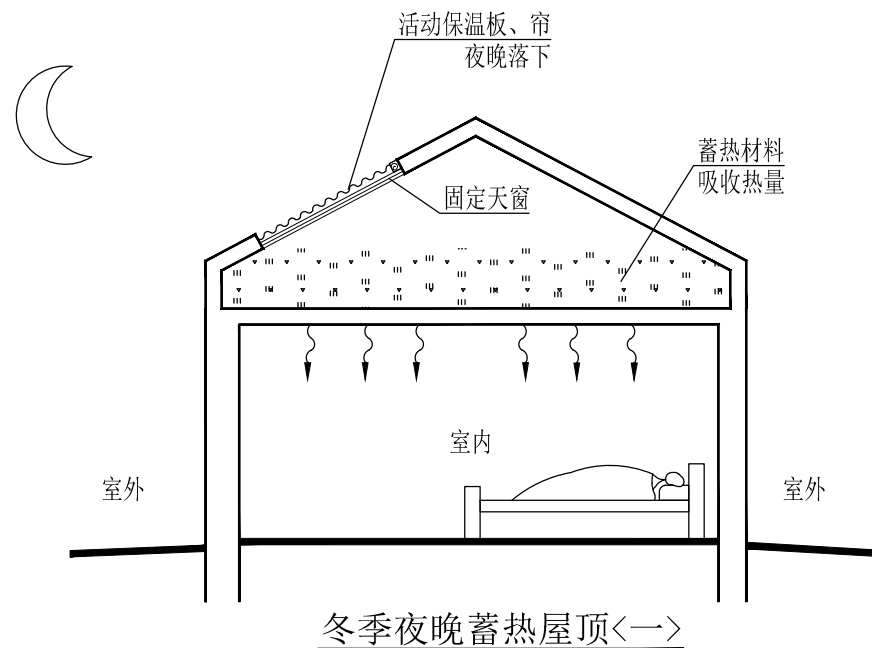 活动保温板、帘
夜晚落下
蓄热材料
吸收热量
固定天窗
室内
室外
室外
冬季夜晚蓄热屋顶<一>